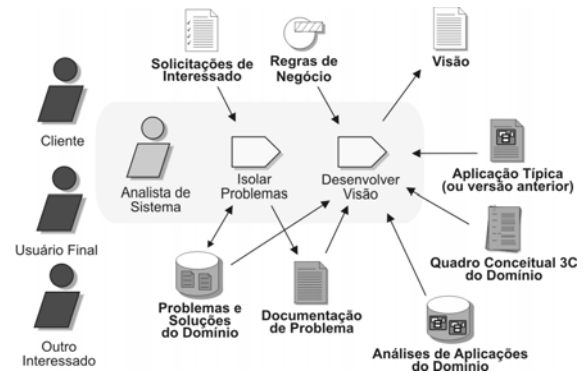 Solicitações de
Interessado
Regras de
Negócio
Visão
Cliente
Analista de
Sistema
Isolar
Problemas
Desenvolver
Visão
Aplicação Típica
(ou versão anterior)
Usuário Final
Quadro Conceitual 3C
do Domínio
Problemas e
Soluções
do Domínio
Documentação
de Problema
Outro
Interessado
Análises de Aplicações
do Domínio